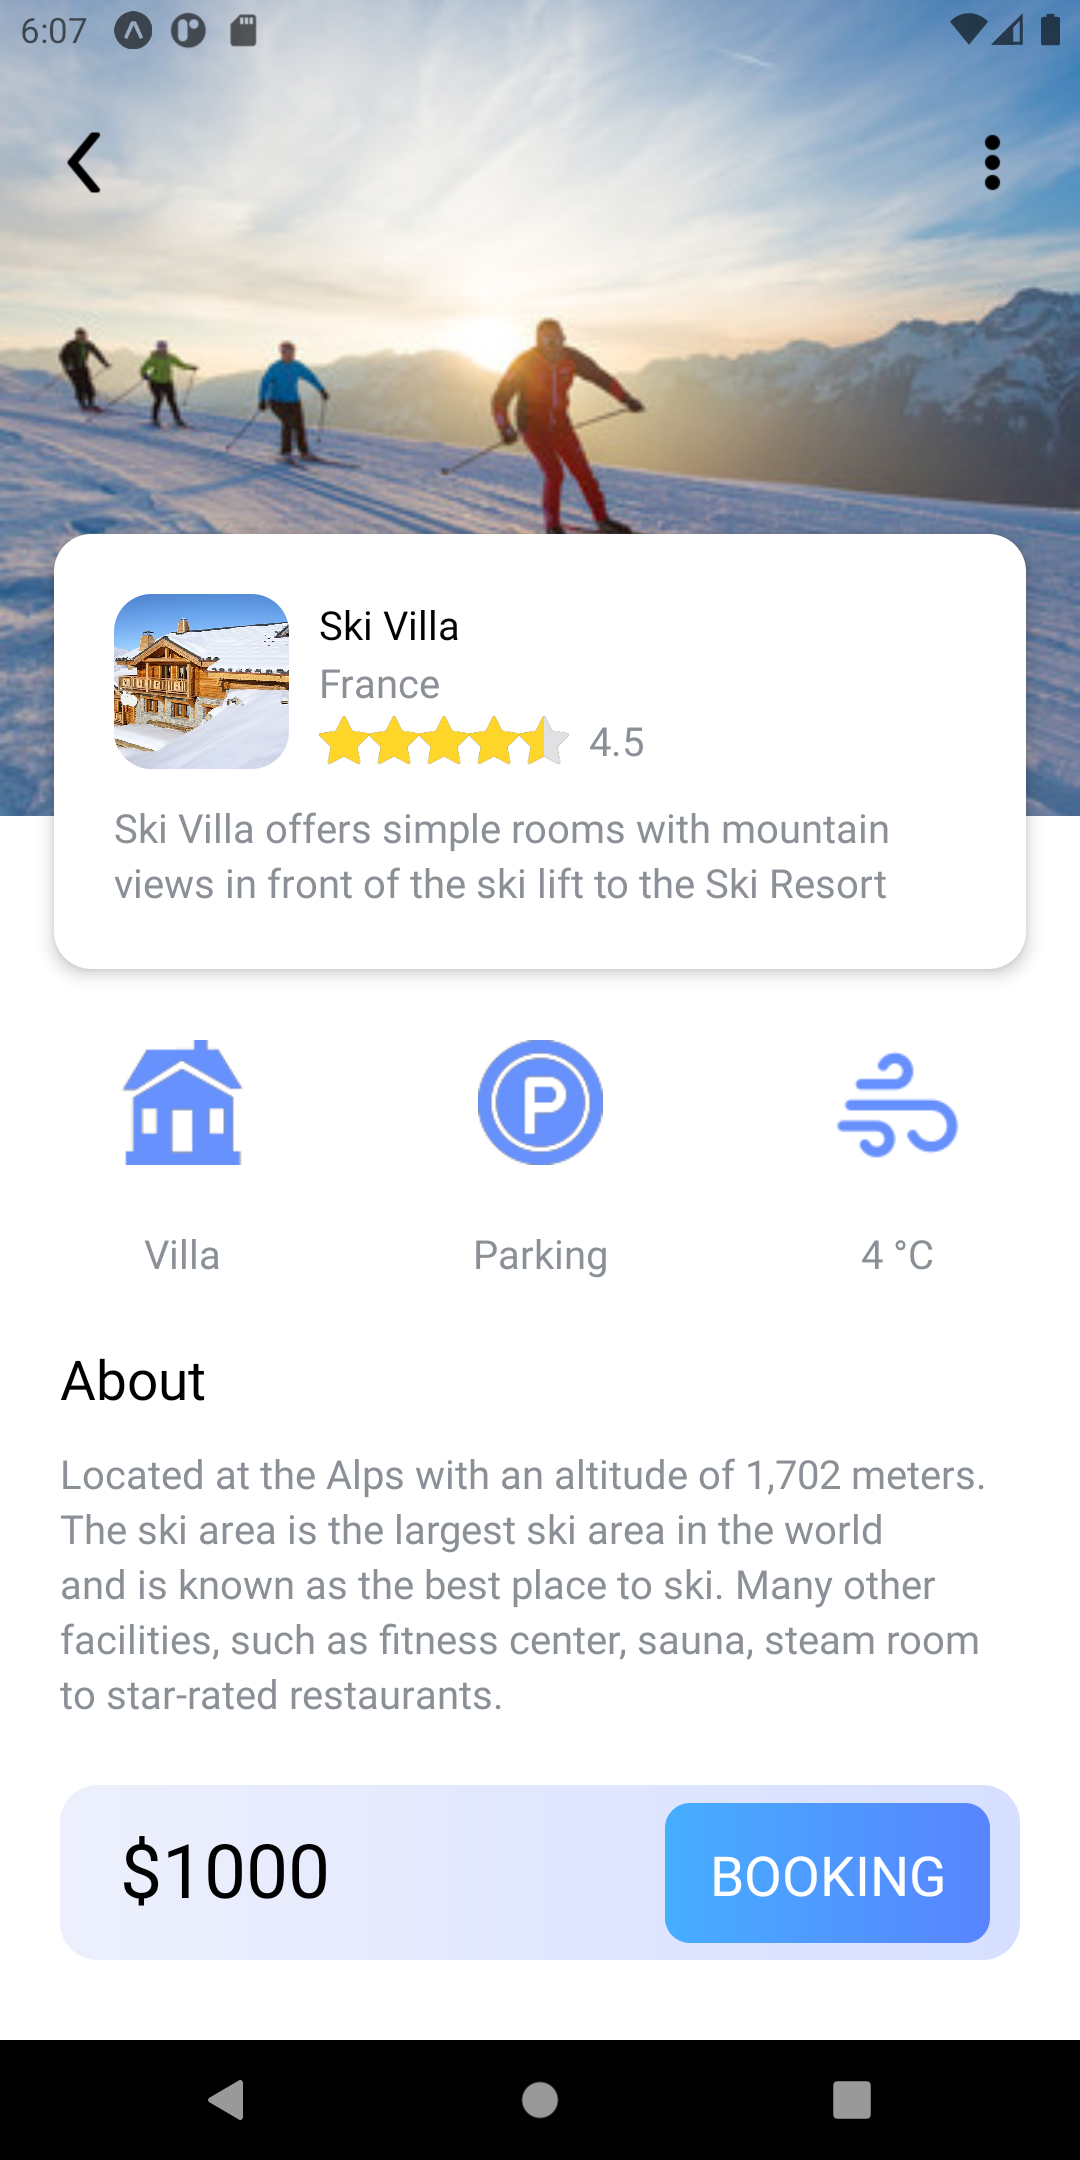 6:07
Ski Villa
France
4.5
Ski Villa offers simple rooms with mountain
views in front of the ski lift to the Ski Resort
P
Villa
Parking
4 °C
About
Located at the Alps with an altitude of 1,702 meters.
The ski area is the largest ski area in the world
and is known as the best place to ski. Many other
facilities, such as fitness center, sauna, steam room
to star-rated restaurants.
$1000
BOOKING